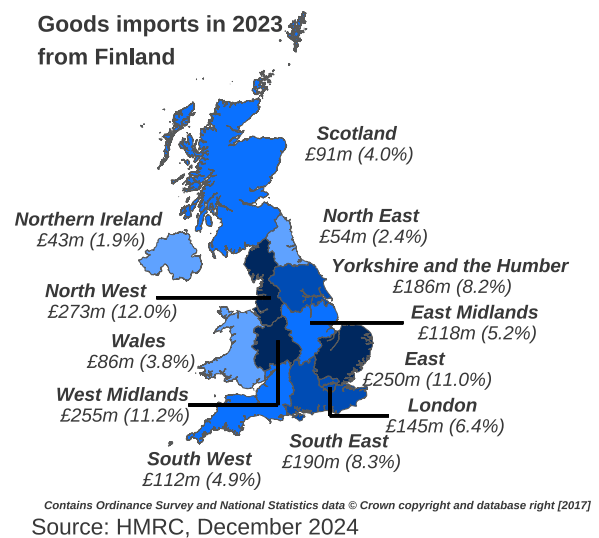 Goods imports in 2023
from Finland
Scotland
£91m (4.0%)
Northern Ireland
£43m (1.9%)
North East
£54m (2.4%)
Yorkshire and the Humber
£186m (8.2%)
North West
£273m (12.0%)
East Midlands
£118m (5.2%)
Wales
£86m (3.8%)
East
£250m (11.0%)
West Midlands
£255m (11.2%)
London
£145m (6.4%)
South East
£190m (8.3%)
South West
£112m (4.9%)
Contains Ordinance Survey and National Statistics data © Crown copyright and database right [2017]
Source: HMRC, December 2024